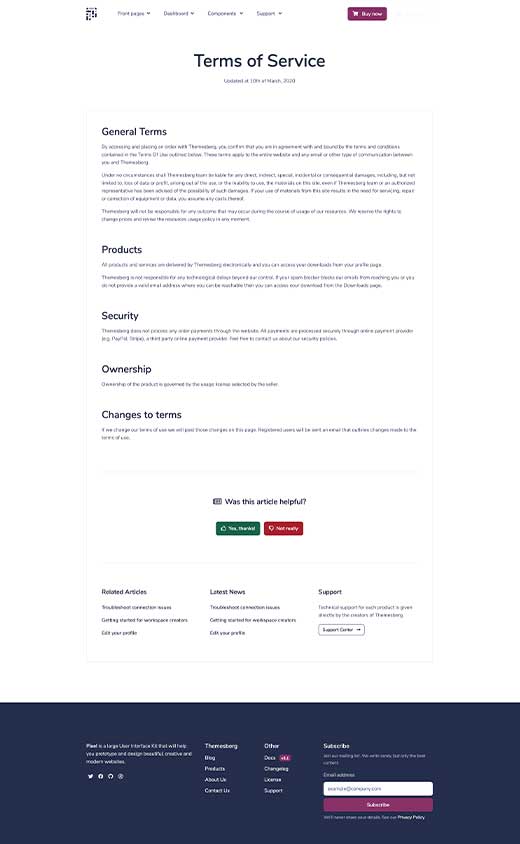 Front pages Dashboard Components Support Buy now
Terms of Service
Updated at 10th of March, 2020
General Terms
By accessing and placing an order with Themesberg, you confirm that you are in agreement with and bound by the terms and conditions
contained in the Terms Of Use outlined below. These terms apply to the entire website and any email or other type of communication between
you and Themesberg.
Under no circumstances shall Themesberg team be liable for any direct, indirect, special, incidental or consequential damages, including, but not
limited to, loss of data or profit, arising out of the use, or the inability to use, the materials on this site, even if Themesberg team or an authorized
representative has been advised of the possibility of such damages. If your use of materials from this site results in the need for servicing, repair
or correction of equipment or data, you assume any costs thereof.
Themesberg will not be responsible for any outcome that may occur during the course of usage of our resources. We reserve the rights to
change prices and revise the resources usage policy in any moment.
Products
All products and services are delivered by Themesberg electronically and you can access your downloads from your profile page.
Themesberg is not responsible for any technological delays beyond our control. If your spam blocker blocks our emails from reaching you or you
do not provide a valid email address where you can be reachable then you can access your download from the Downloads page.
Security
Themesberg does not process any order payments through the website. All payments are processed securely through online payment provider
(e.g. PayPal, Stripe), a third party online payment provider. Feel free to contact us about our security policies.
Ownership
Ownership of the product is governed by the usage license selected by the seller.
Changes to terms
If we change our terms of use we will post those changes on this page. Registered users will be sent an email that outlines changes made to the
terms of use.
Was this article helpful?
Yes, thanks! Not really
Related Articles
Troubleshoot connection issues
Getting started for workspace creators
Edit your profile
Latest News
Troubleshoot connection issues
Getting started for workspace creators
Edit your profile
Support
Technical support for each product is given
directly by the creators of Themesberg.
Support Center
Pixel is a large User Interface Kit that will help
you prototype and design beautiful, creative and
modern websites.
Themesberg
Blog
Products
About Us
Contact Us
Other
Docs v3.1
Changelog
License
Support
Subscribe
Join our mailing list. We write rarely, but only the best
content.
Email address
example@company.com
Subscribe
We'll never share your details. See our Privacy Policy